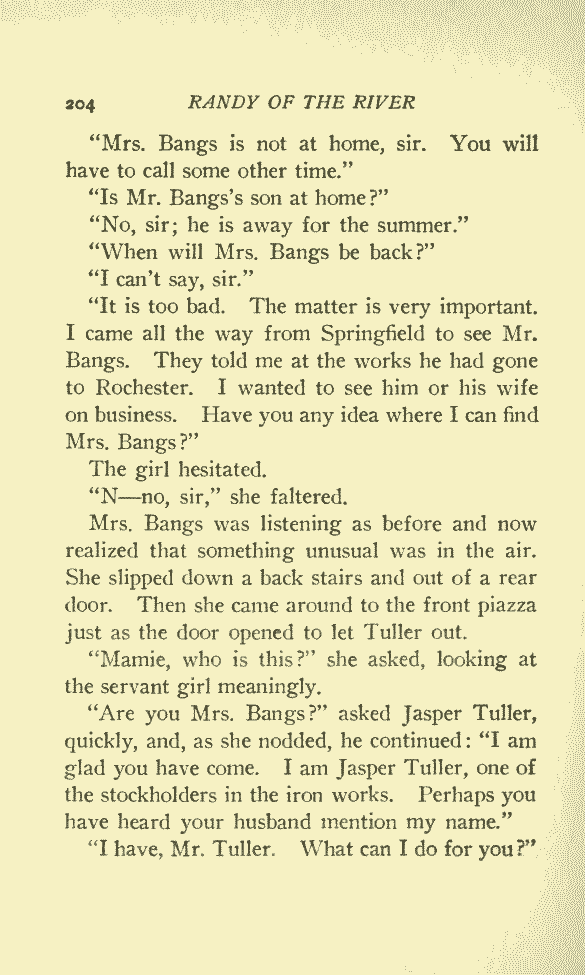 204 RANDY OF THE RIVER
“Mrs. Bangs is not at home, sir. You will
have to call some other time.”
“Is Mr. Bangs’s son at home?”
“No, sir; he is away for the summer.”
“When will Mrs. Bangs be back?”
“I can’t say, sir.”
“It is too bad. The matter is very important.
I came all the way from Springfield to see Mr.
Bangs. They told me at the works he had gone
to Rochester. I wanted to see him or his wife
on business. Have you any idea where I can find
Mrs. Bangs?”
The girl hesitated.
“N—no, sir,” she faltered.
Mrs. Bangs was listening as before and now
realized that something unusual was in the air.
She slipped down a back stairs and out of a rear
door. Then she came around to the front piazza
just as the door opened to let Tuller out.
“Mamie, who is this?” she asked, looking at
the servant girl meaningly.
“Are you Mrs. Bangs?” asked Jasper Tuller,
quickly, and, as she nodded, he continued: “I am
glad you have come. I am Jasper Tuller, one of
the stockholders in the iron works. Perhaps you
have heard your husband mention my name.”
“I have, Mr. Tuller. What can I do for you?”